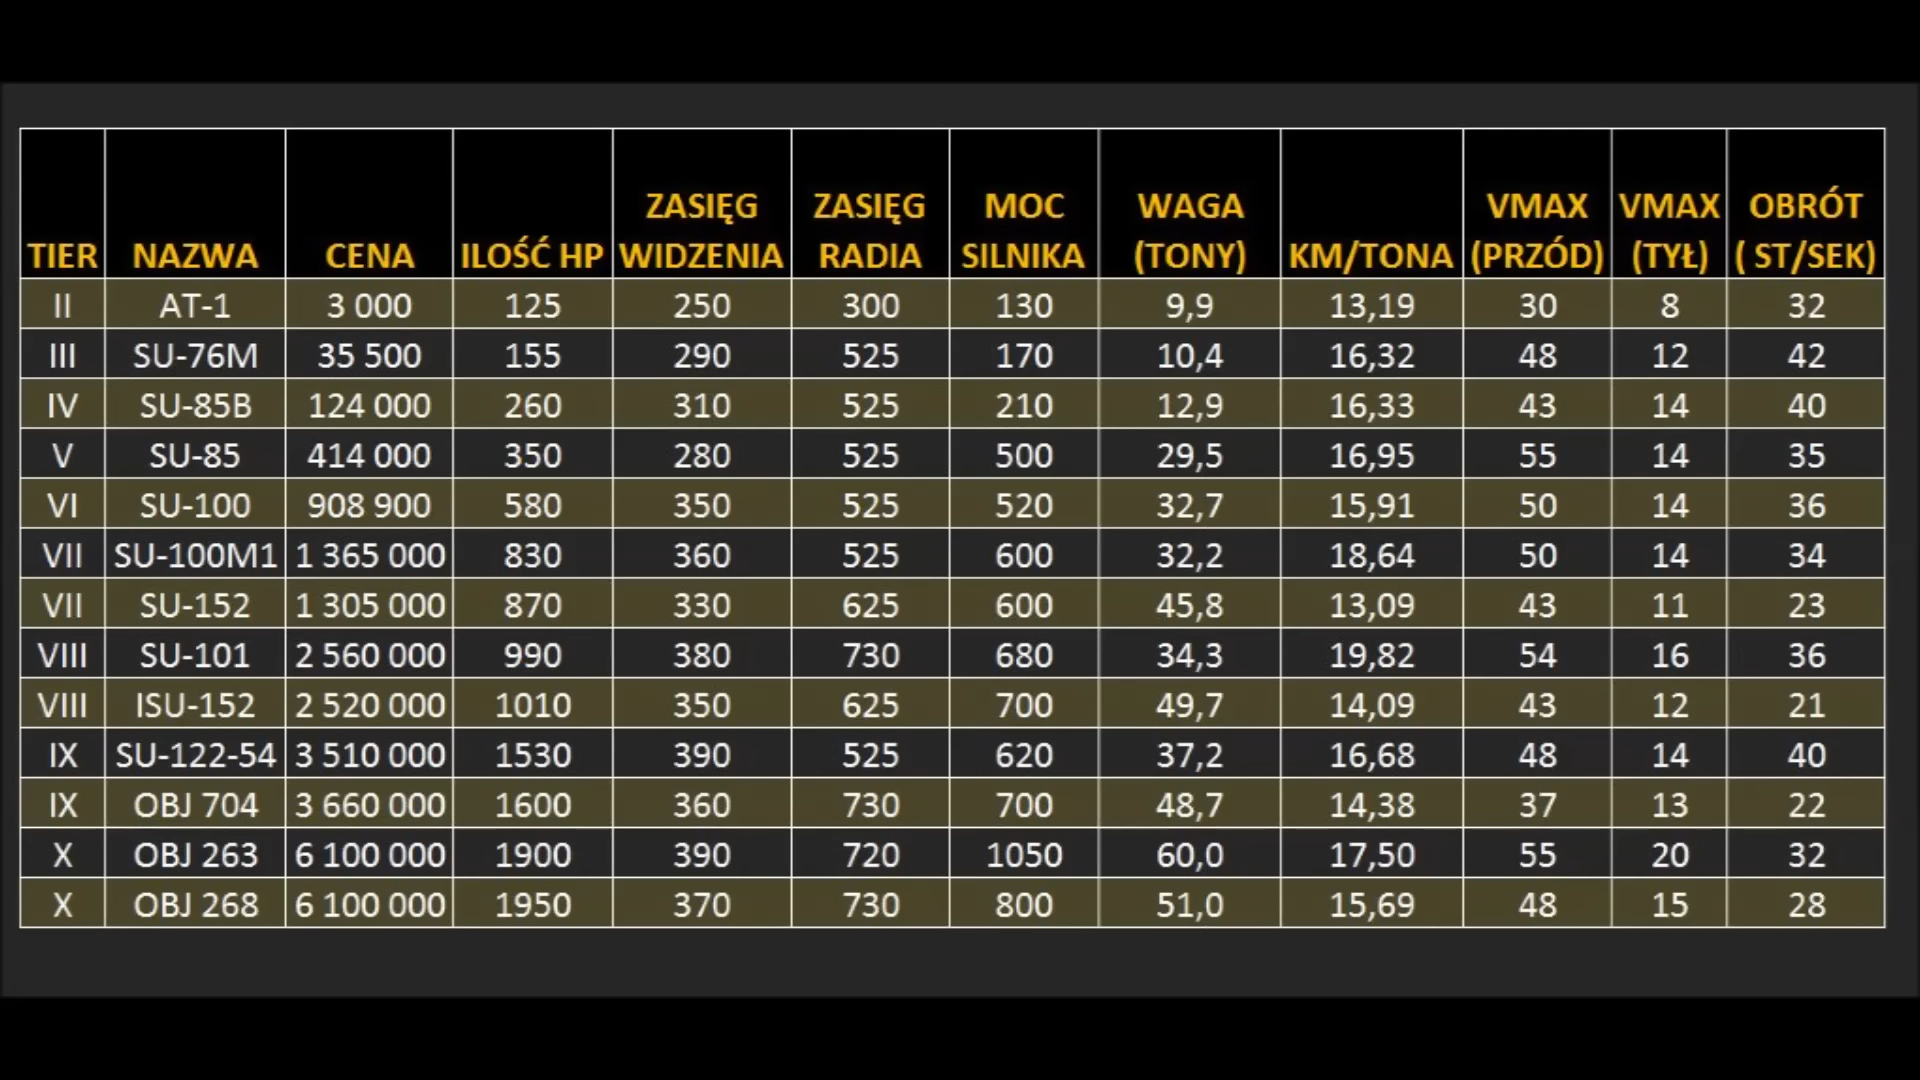 TIER NAZWA CENA ILOŚĆ HP ZASIĘG WIDZENIA ZASIĘG RADIA MOC SILNIKA WAGA (TONY) KM/TONA VMAX (PRZÓD) VMAX (TYŁ) OBRÓT ( ST/SEK)
II AT-1 3 000 125 250 300 130 9,9 13,19 30 8 32
III SU-76M 35 500 155 290 525 170 10,4 16,32 48 12 42
IV SU-85B 124 000 260 310 525 210 12,9 16,33 43 14 40
V SU-85 414 000 350 280 525 500 29,5 16,95 55 14 35
VI SU-100 908 900 580 350 525 520 32,7 15,91 50 14 36
VII SU-100M1 1 365 000 830 360 525 600 32,2 18,64 50 14 34
VII SU-152 1 305 000 870 330 625 600 45,8 13,09 43 11 23
VIII SU-101 2 560 000 990 380 730 680 34,3 19,82 54 16 36
VIII ISU-152 2 520 000 1010 350 625 700 49,7 14,09 43 12 21
IX SU-122-54 3 510 000 1530 390 525 620 37,2 16,68 48 14 40
IX OBJ 704 3 660 000 1600 360 730 700 48,7 14,38 37 13 22
X OBJ 263 6 100 000 1900 390 720 1050 60,0 17,50 55 20 32
X OBJ 268 6 100 000 1950 370 730 800 51,0 15,69 48 15 28